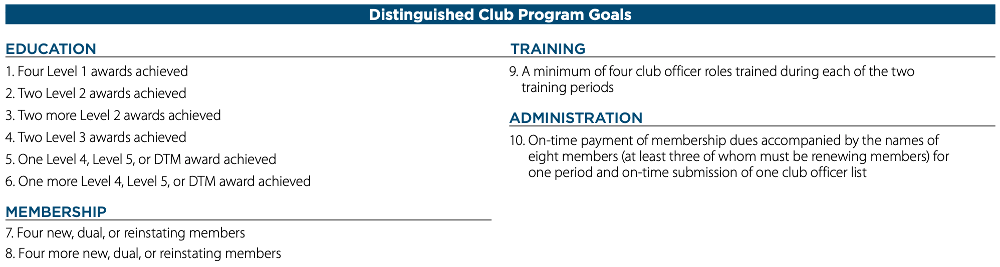 Distinguished Club Program Goals
EDUCATION
1. Four Level 1 awards achieved
2. Two Level 2 awards achieved
3. Two more Level 2 awards achieved
4. Two Level 3 awards achieved
5. One Level 4, Level 5, or DTM award achieved
6. One more Level 4, Level 5, or DTM award achieved
MEMBERSHIP
7. Four new, dual, or reinstating members
8. Four more new, dual, or reinstating members
TRAINING
9. A minimum of four club officer roles trained during each of the two
training periods
ADMINISTRATION
10. On-time payment of membership dues accompanied by the names of
eight members (at least three of whom must be renewing members) for
one period and on-time submission of one club officer list